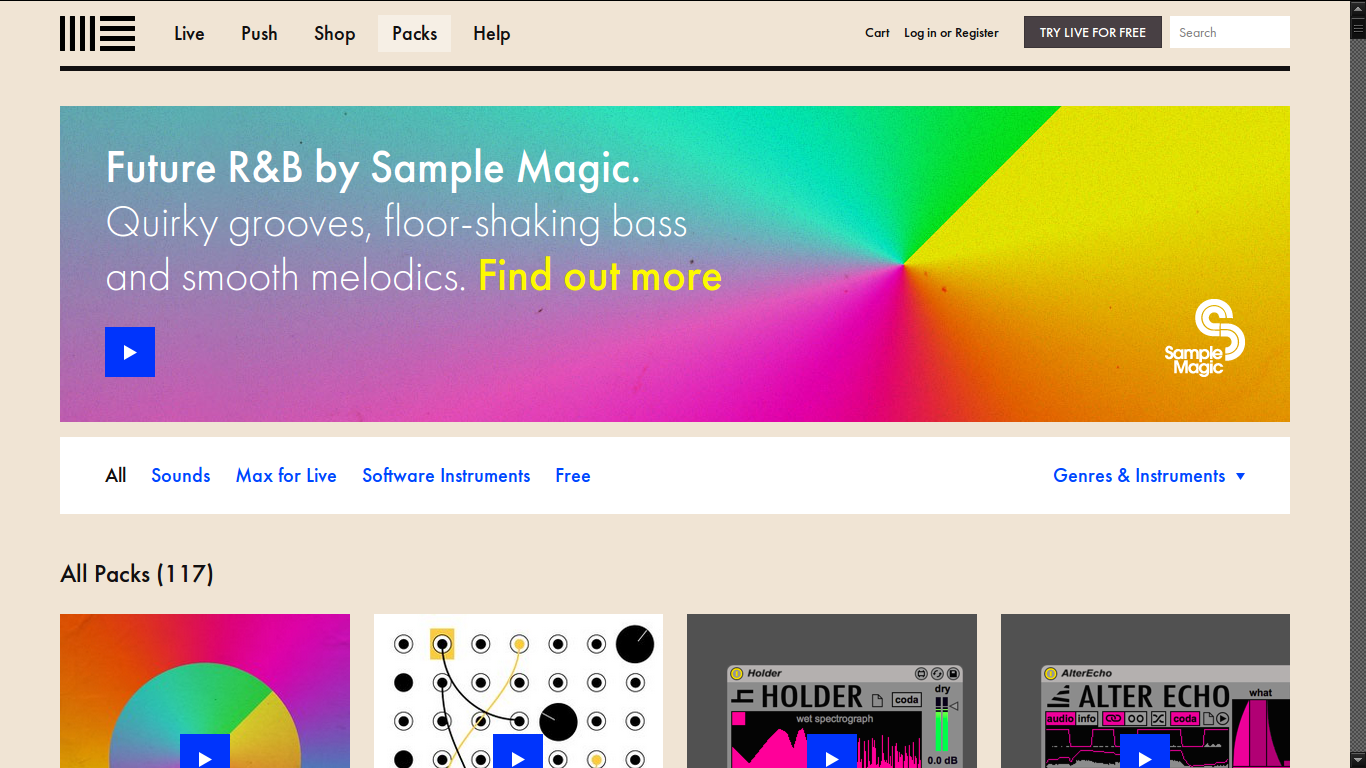 Live Push Shop Packs Help Cart Log in or Register TRY LIVE FOR FREE Search
Future R&B by Sample Magic.
Quirky grooves, floor-shaking bass
and smooth melodics. Find out more
Sample
Magic
All Sounds Max for Live Software Instruments Free Genres & Instruments
All Packs (117)
Holder
HOLDER coda
wet spectrograph
dry
0.0 dB
AlterEcho
ALTER ECHO
audio info coda
what